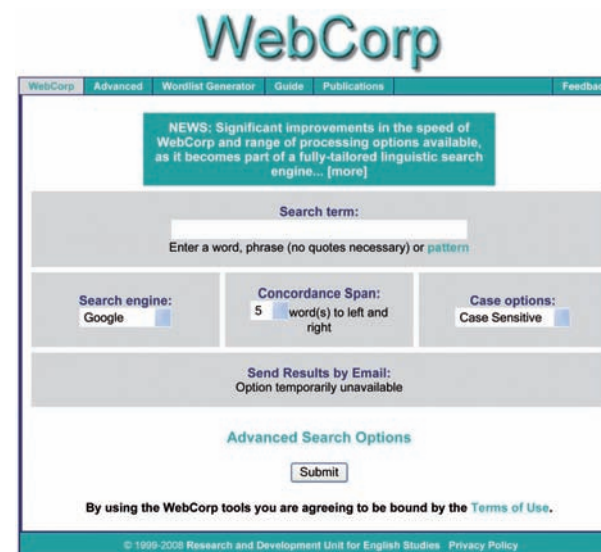 WebCorp
WebCorp Advanced Wordlist Generator Guide Publications Feedbac
NEWS: Significant improvements in the speed of
WebCorp and range of processing options available,
as it becomes part of a fully-tailored linguistic search
engine... [more]
Search term:
Enter a word, phrase (no quotes necessary) or pattern
Search engine:
Google
Concordance Span:
5 word(s) to left and
right
Case options:
Case Sensitive
Send Results by Email:
Option temporarily unavailable
Advanced Search Options
Submit
By using the WebCorp tools you are agreeing to be bound by the Terms of Use.
© 1999-2008 Research and Development Unit for English Studies Privacy Policy